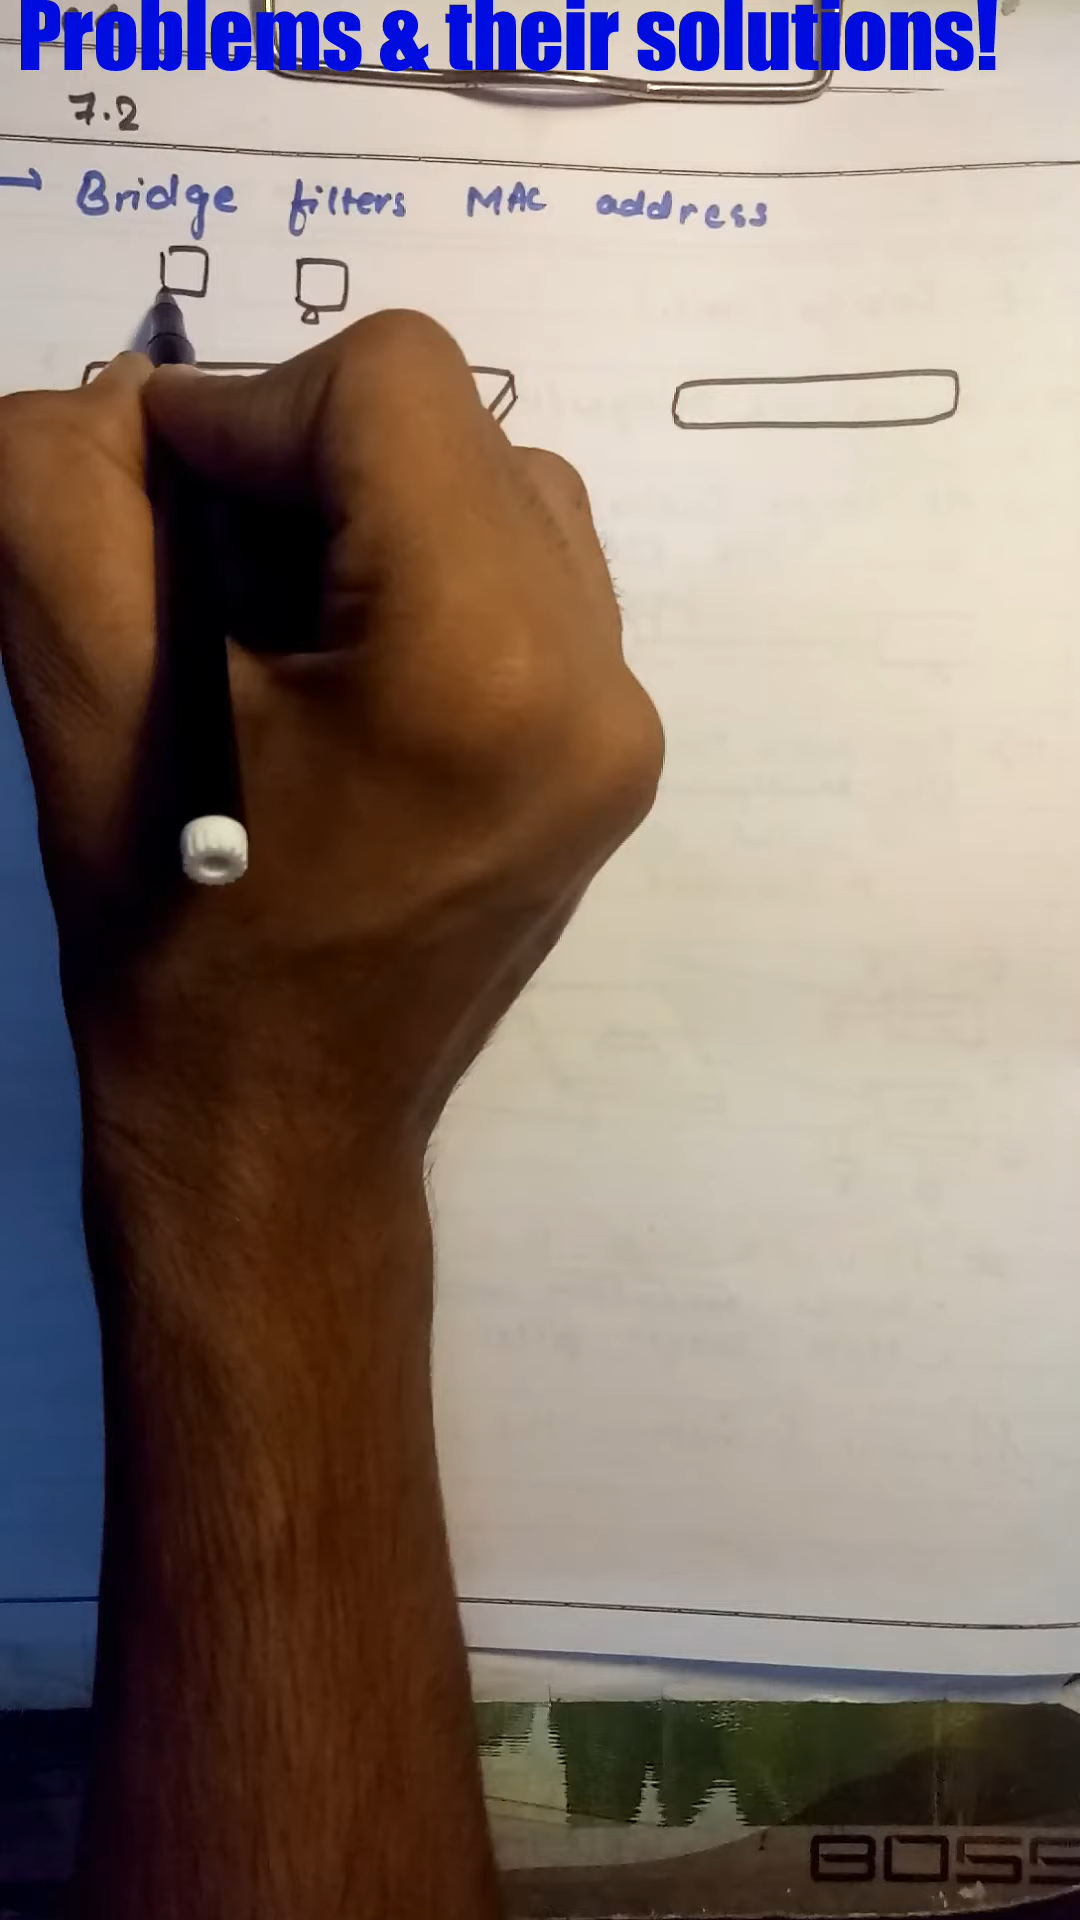 Problems & their solutions!
7.2
→ Bridge filters MAC address
BOSS